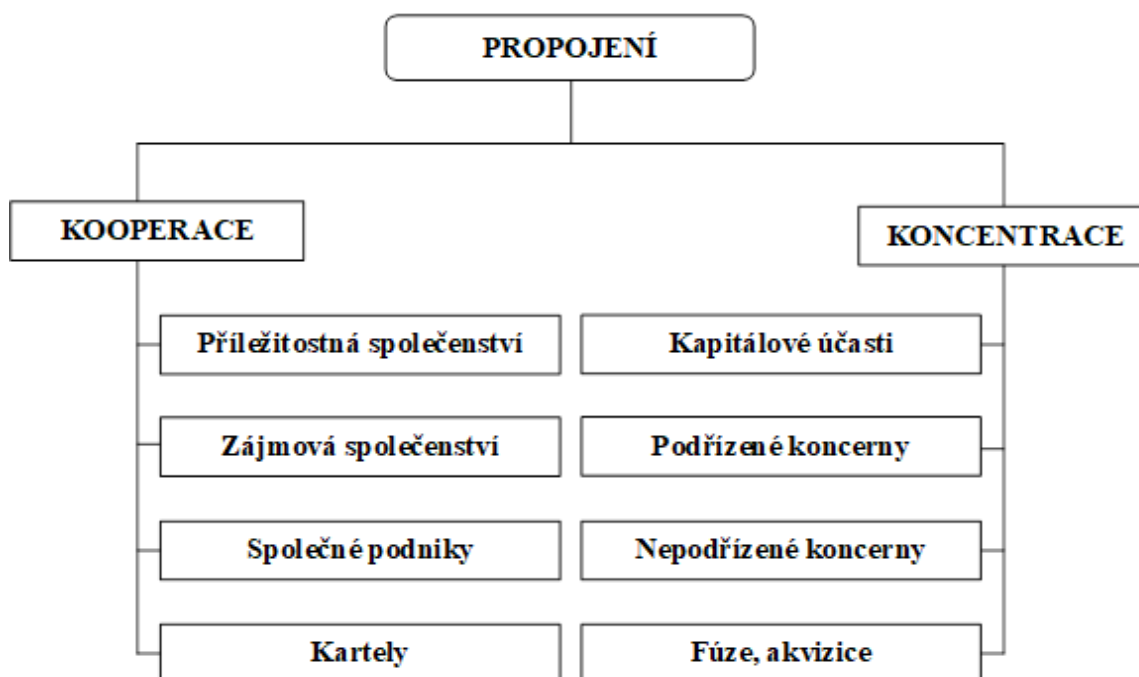 PROPOJENÍ
KOOPERACE
KONCENTRACE
Příležitostná společenství
Kapitálové účasti
Zájmová společenství
Podřízené koncerny
Společné podniky
Nepodřízené koncerny
Kartely
Fúze, akvizice